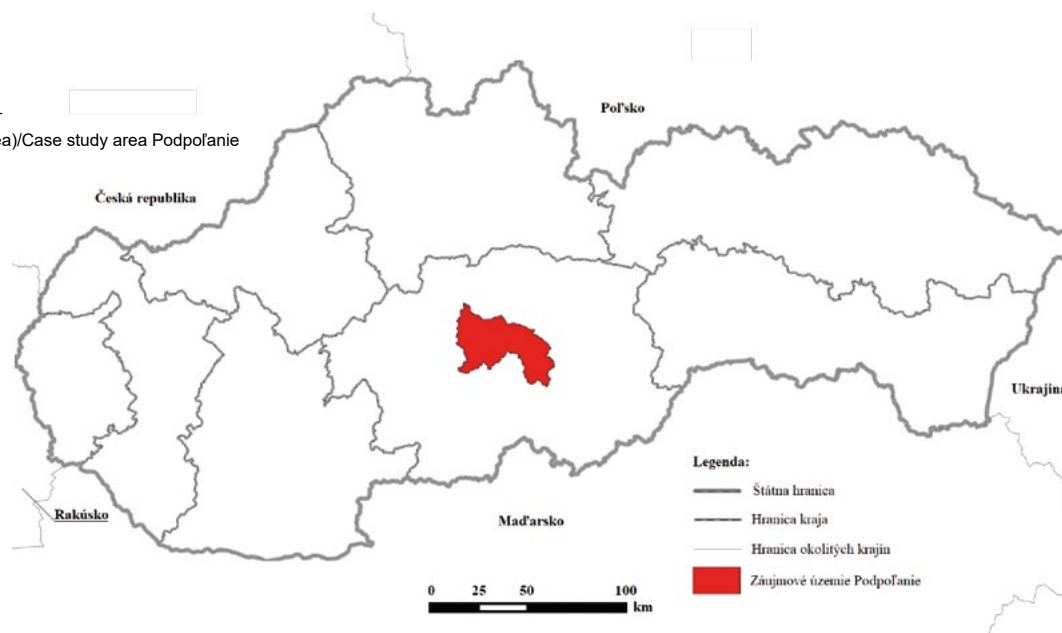 Poľsko
ea)/Case study area Podpoľanie
Česká republika
Ukrajina
Legenda:
Štátna hranica
Rakúsko
Maďarsko
Hranica kraja
Hranica okolitých krajín
Záujmové územie Podpoľanie
0 25 50 100
km